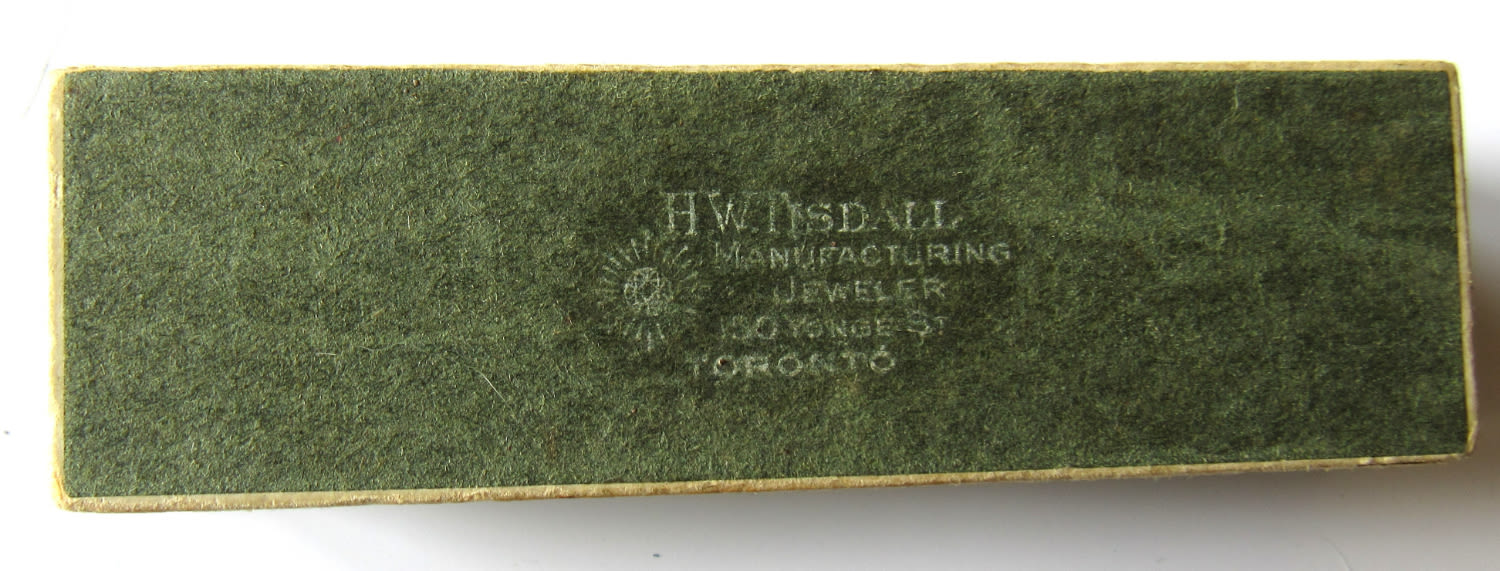 H.W. TISDALL
MANUFACTURING
JEWELER
150 YONGE ST
TORONTO